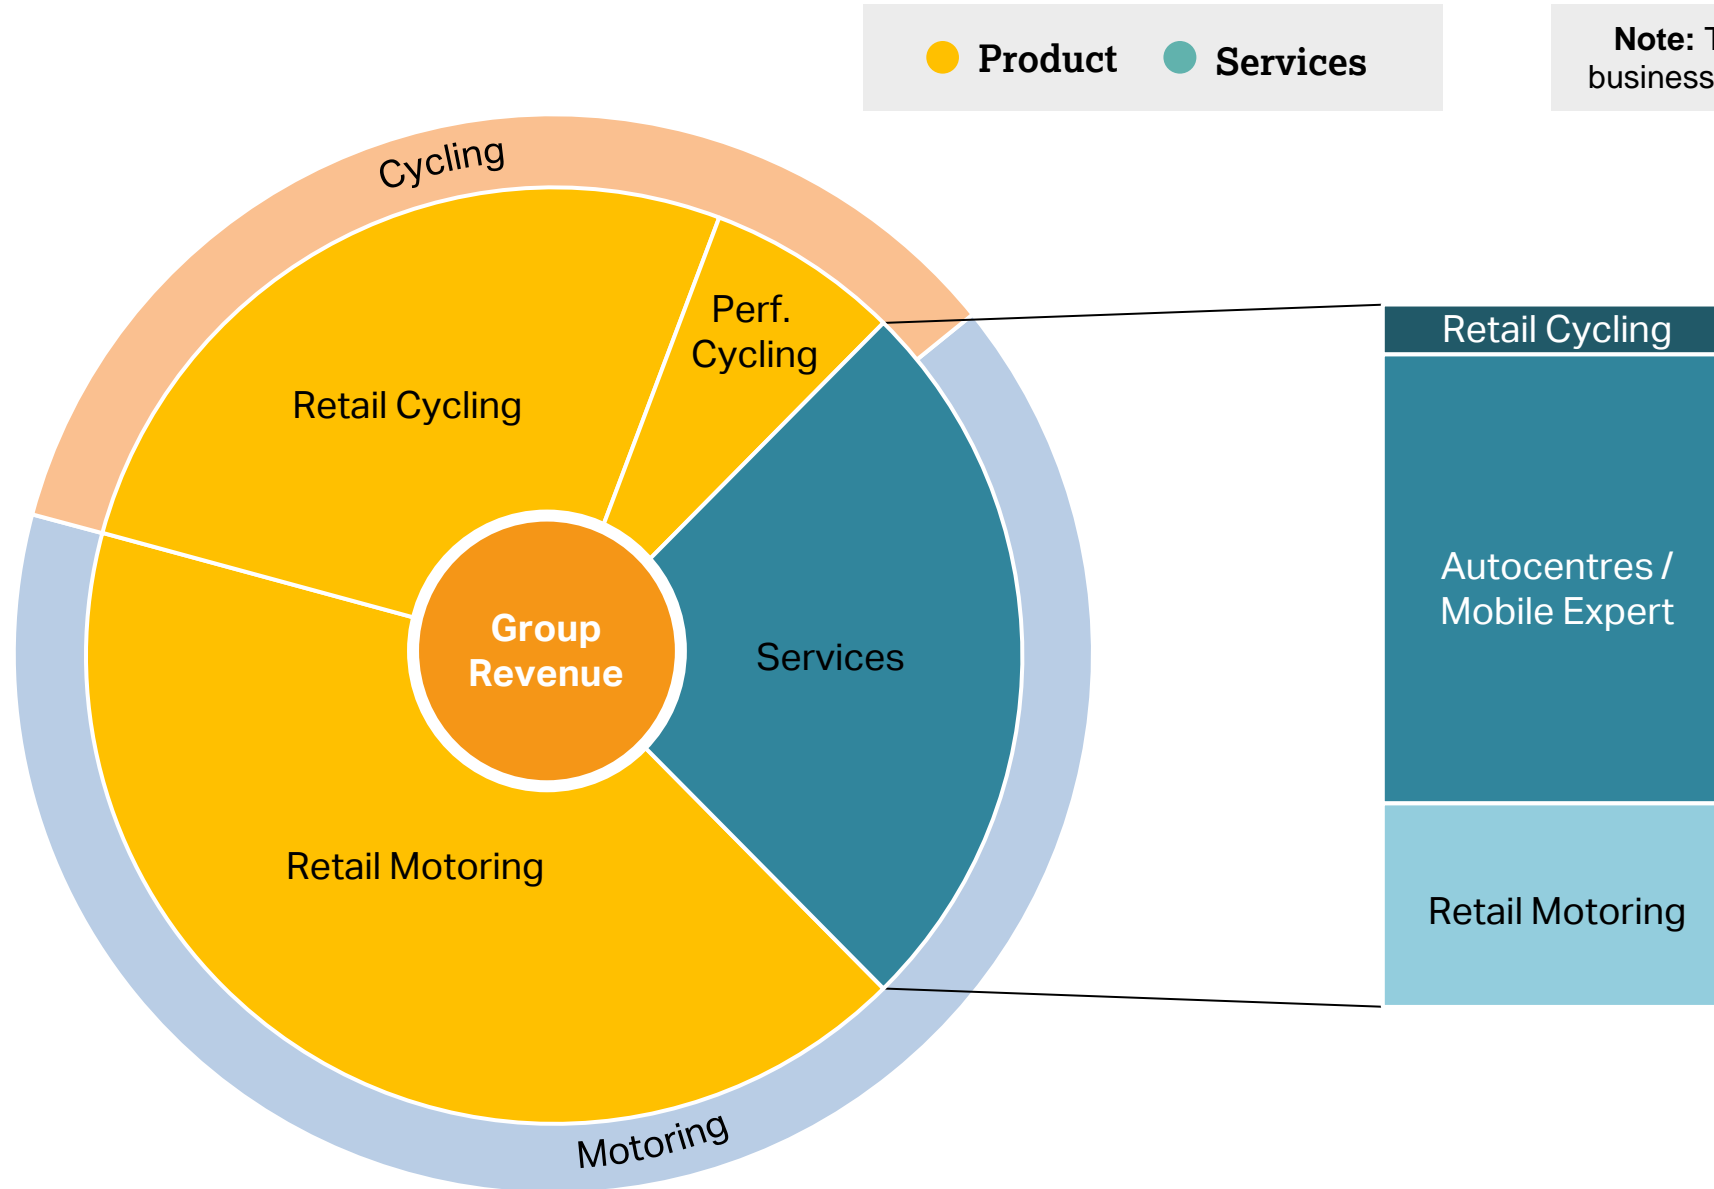 Product
Services
Note:
business
Cycling
Perf.
Cycling
Retail Cycling
Retail Cycling
Autocentres /
Mobile Expert
Group
Revenue
Services
Retail Motoring
Retail Motoring
Motoring